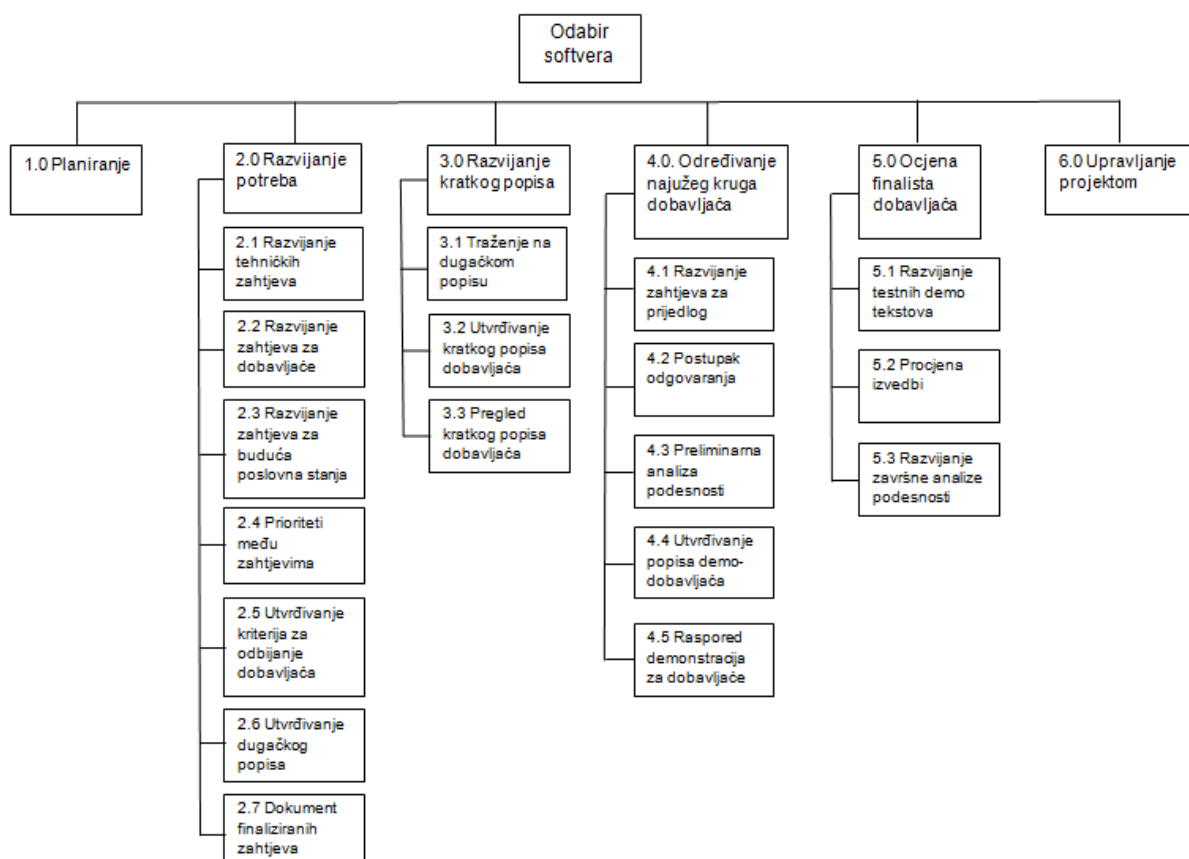 Odabir
softvera
1.0 Planiranje
2.0 Razvijanje
potreba
2.1 Razvijanje
tehničkih
zahtjeva
2.2 Razvijanje
zahtjeva za
dobavljače
2.3 Razvijanje
zahtjeva za
buduća
poslovna stanja
2.4 Prioriteti
među
zahtjevima
2.5 Utvrđivanje
kriterija za
odbijanje
dobavljača
2.6 Utvrđivanje
dugačkog
popisa
2.7 Dokument
finaliziranih
zahtjeva
3.0 Razvijanje
kratkog popisa
3.1 Traženje na
dugačkom
popisu
3.2 Utvrđivanje
kratkog popisa
dobavljača
3.3 Pregled
kratkog popisa
dobavljača
4.0. Određivanje
najužeg kruga
dobavljača
4.1 Razvijanje
zahtjeva za
prijedlog
4.2 Postupak
odgovaranja
4.3 Preliminarna
analiza
podesnosti
4.4 Utvrđivanje
popisa demo-
dobavljača
4.5 Raspored
demonstracija
za dobavljače
5.0 Ocjena
finalista
dobavljača
5.1 Razvijanje
testnih demo
tekstova
5.2 Procjena
izvedbi
5.3 Razvijanje
završne analize
podesnosti
6.0 Upravljanje
projektom